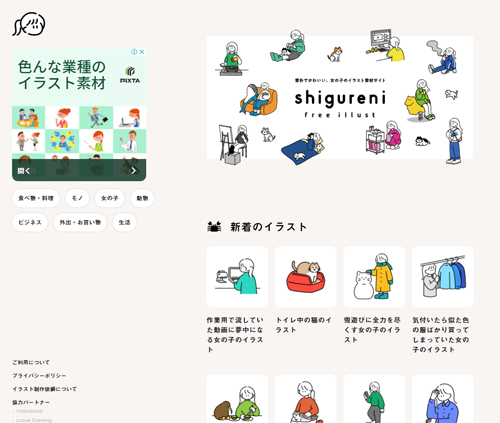 色んな業種の
イラスト素材
PIXTA
開く
食べ物・料理
モノ
女の子
動物
ビジネス
外出・お買い物
生活
ご利用について
プライバシーポリシー
イラスト制作依頼について
協力パートナー
- YOSHINANI
- Loose Drawing
素朴でかわいい、女の子のイラスト素材サイト
shigureni
free illust
新着のイラスト
作業用で流してい
た動画に夢中にな
る女の子のイラス
ト
トイレ中の猫のイ
ラスト
雪遊びに全力を尽
くす女の子のイラ
スト
気付いたら似た色
の服ばかり買って
しまっていた女の
子のイラスト